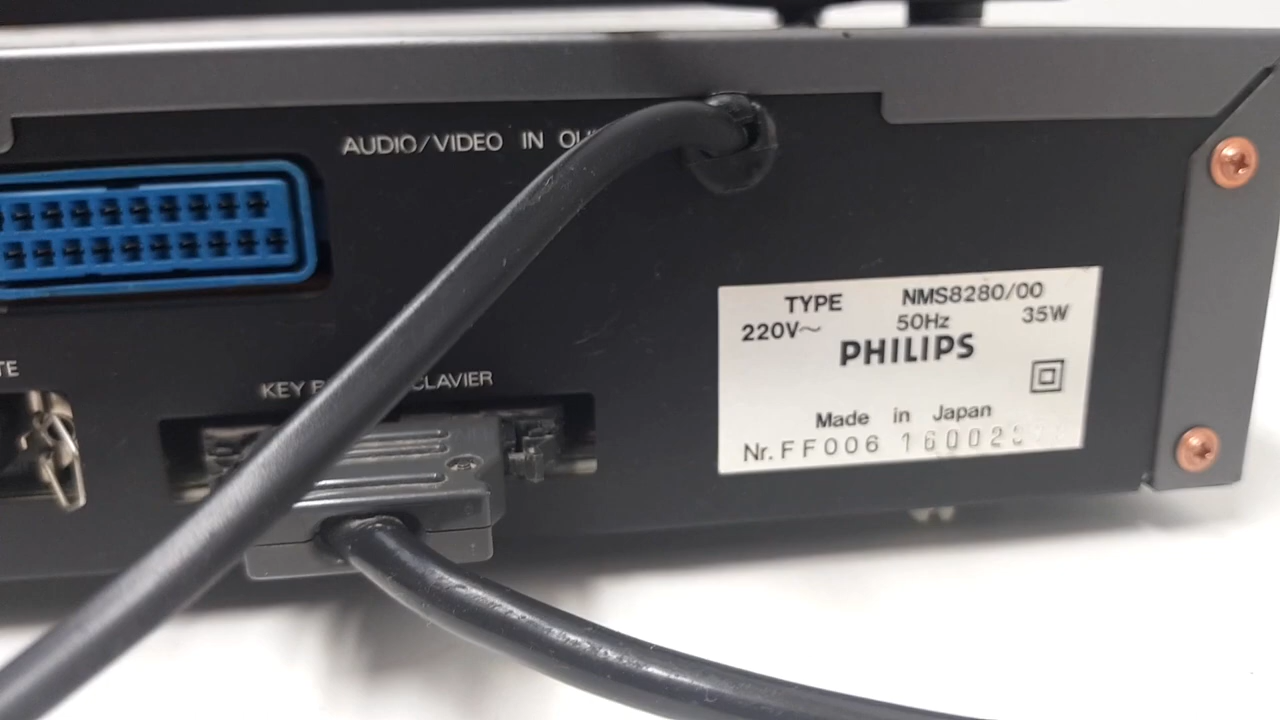 AUDIO/VIDEO IN
TE
KEY CLAVIER
TYPE NMS8280/00
220V~ 50Hz 35W
PHILIPS
Made in Japan
Nr. FF006